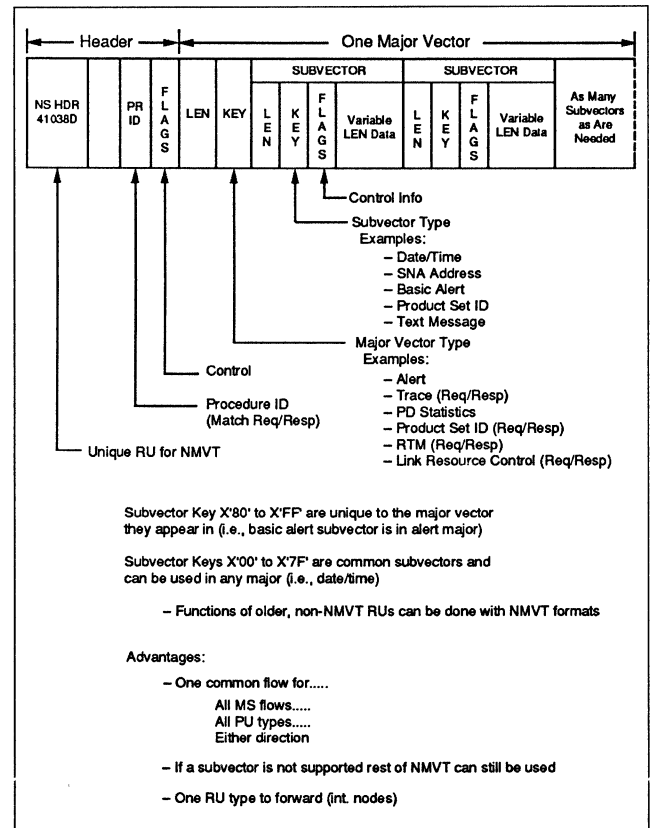 Header
One Major Vector
NS HDR
41038D
PR
ID
FLAGS
LEN
KEY
SUBVECTOR
LEN
KEY
FLAGS
Variable
LEN Data
SUBVECTOR
LEN
KEY
FLAGS
Variable
LEN Data
As Many
Subvectors
as Are
Needed
Control Info
Subvector Type
Examples:
– Date/Time
– SNA Address
– Basic Alert
– Product Set ID
– Text Message
Major Vector Type
Examples:
– Alert
– Trace (Req/Resp)
– PD Statistics
– Product Set ID (Req/Resp)
– RTM (Req/Resp)
– Link Resource Control (Req/Resp)
Control
Procedure ID
(Match Req/Resp)
Unique RU for NMVT
Subvector Key X'80' to X'FF' are unique to the major vector
they appear in (i.e., basic alert subvector is in alert major)
Subvector Keys X'00' to X'7F' are common subvectors and
can be used in any major (i.e., date/time)
– Functions of older, non-NMVT RUs can be done with NMVT formats
Advantages:
– One common flow for.....
All MS flows.....
All PU types.....
Either direction
– If a subvector is not supported rest of NMVT can still be used
– One RU type to forward (int. nodes)